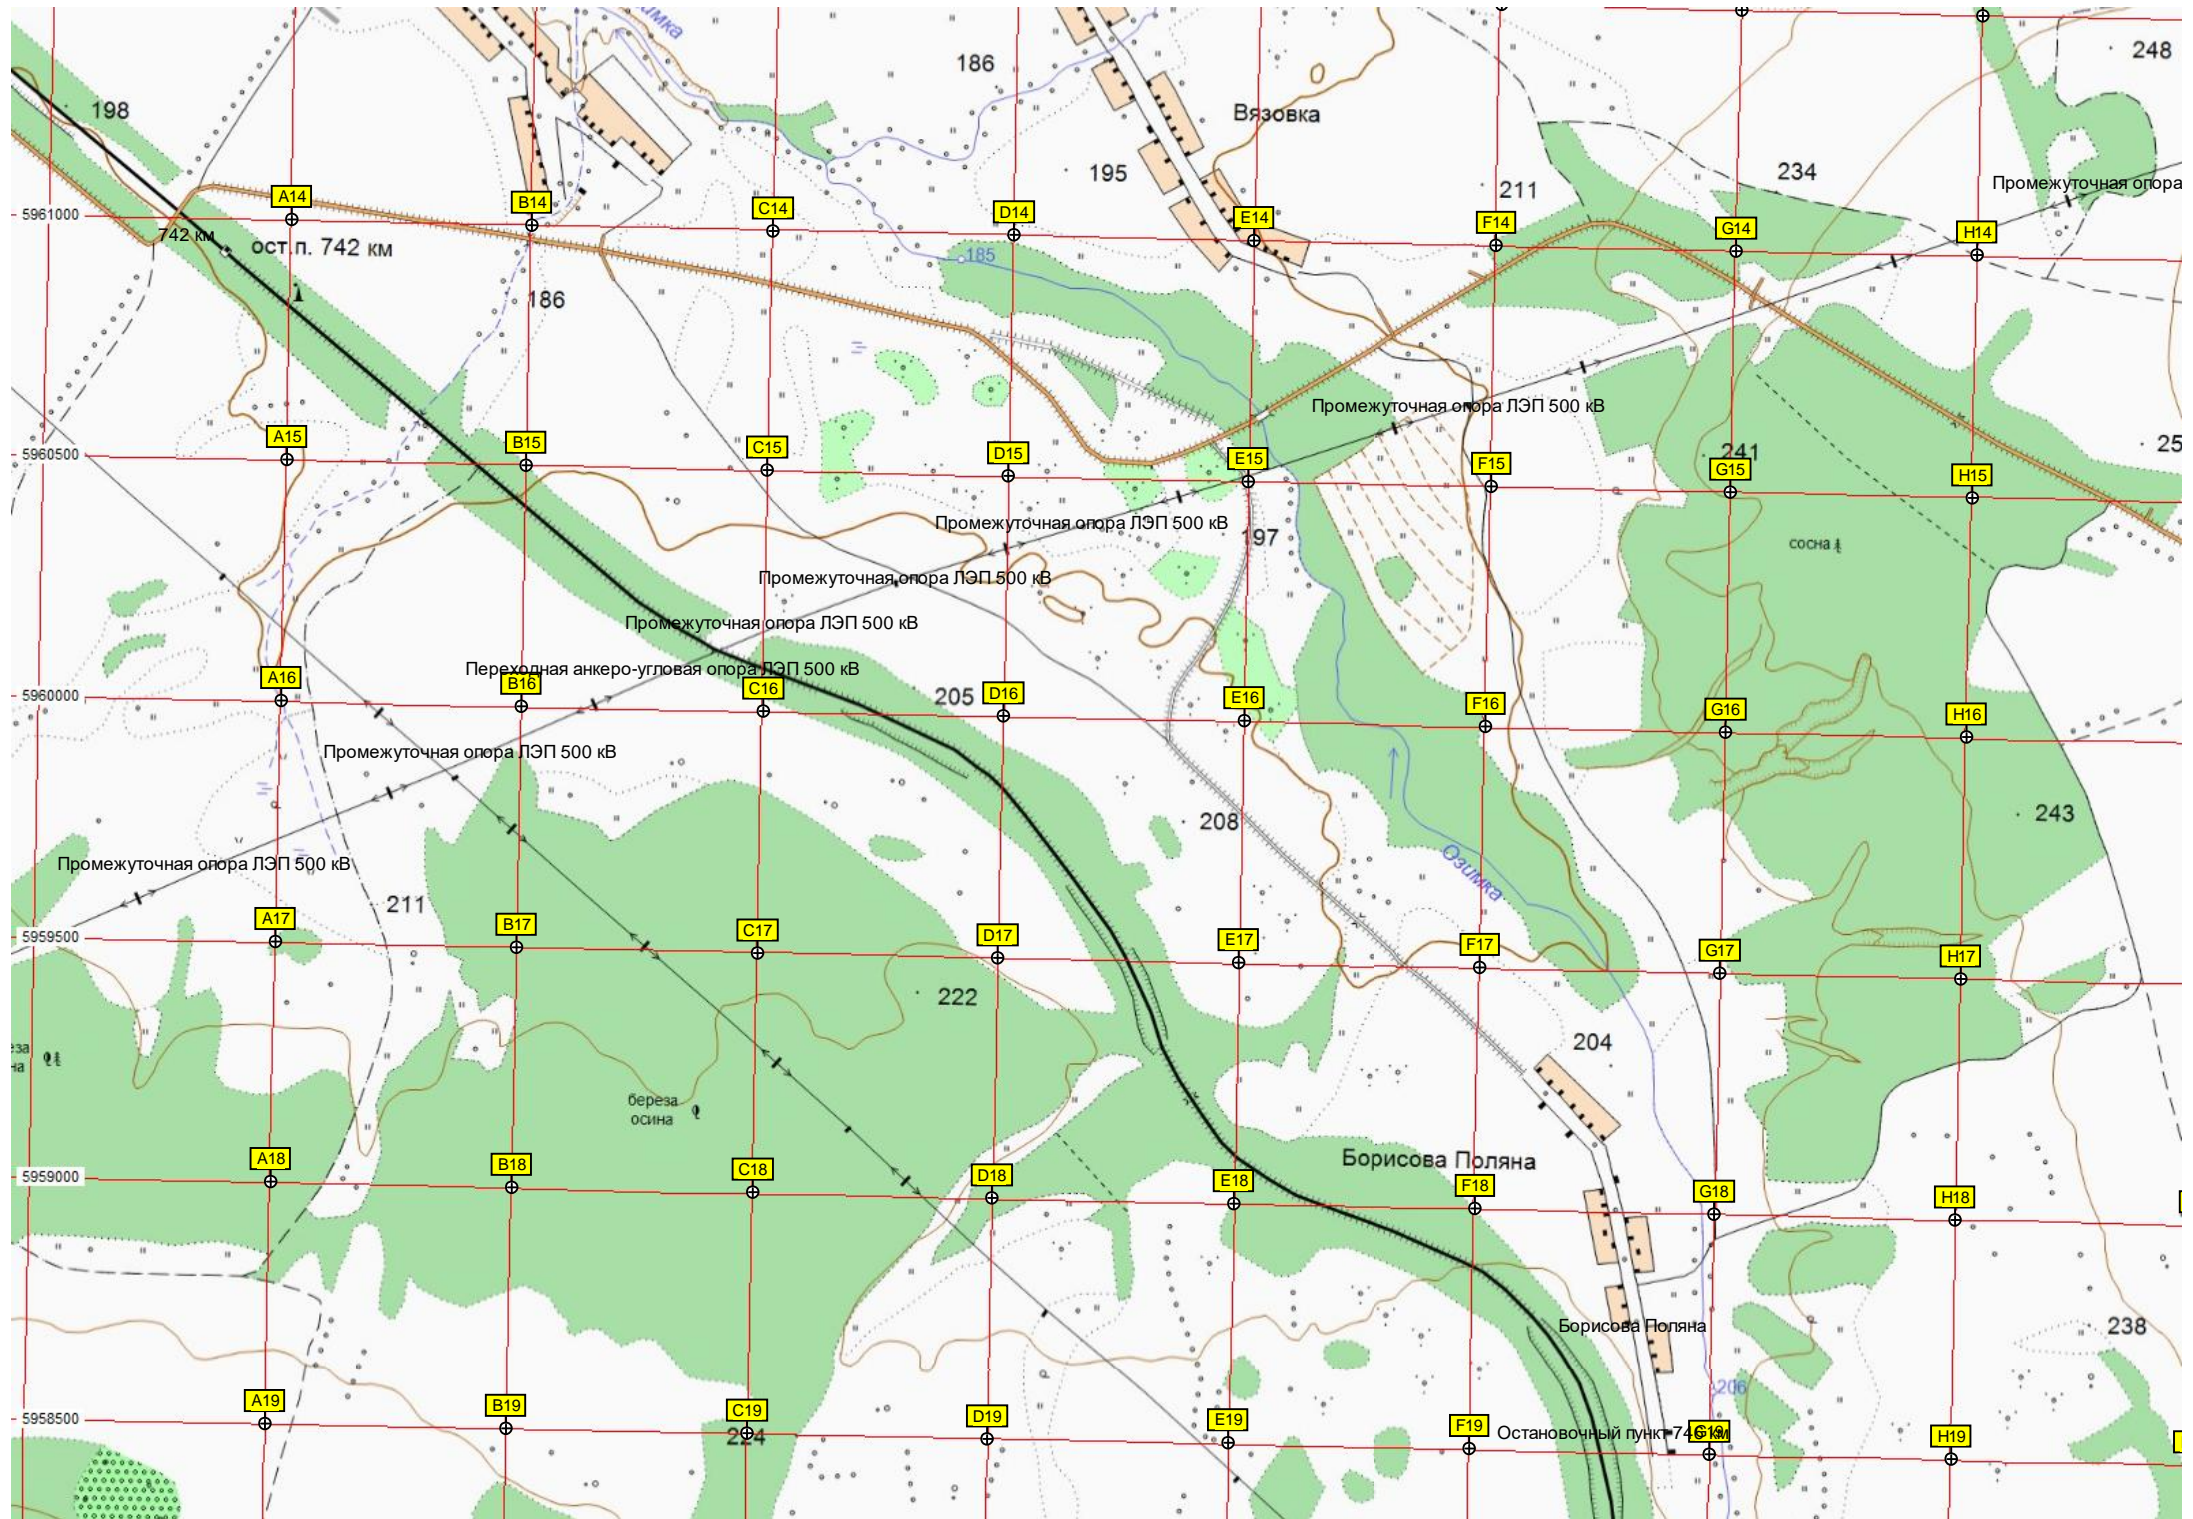 Озимка
186
248
198
Вязовка
195
211
234
Промежуточная опора
A14
B14
C14
D14
E14
F14
G14
H14
5961000
742 км
ост.п. 742 км
185
186
Промежуточная опора ЛЭП 500 кВ
A15
B15
C15
D15
E15
F15
G15
H15
241
25
5960500
Промежуточная опора ЛЭП 500 кВ
197
сосна
Промежуточная опора ЛЭП 500 кВ
Промежуточная опора ЛЭП 500 кВ
Переходная анкеро-угловая опора ЛЭП 500 кВ
A16
B16
C16
D16
E16
F16
G16
H16
5960000
205
Промежуточная опора ЛЭП 500 кВ
208
243
Промежуточная опора ЛЭП 500 кВ
Озимка
211
A17
B17
C17
D17
E17
F17
G17
H17
5959500
222
204
за
на
береза
осина
Борисова Поляна
A18
B18
C18
D18
E18
F18
G18
H18
5959000
Борисова Поляна
238
206
A19
B19
C19
D19
E19
F19
G19
H19
5958500
224
Остановочный пункт 746 км